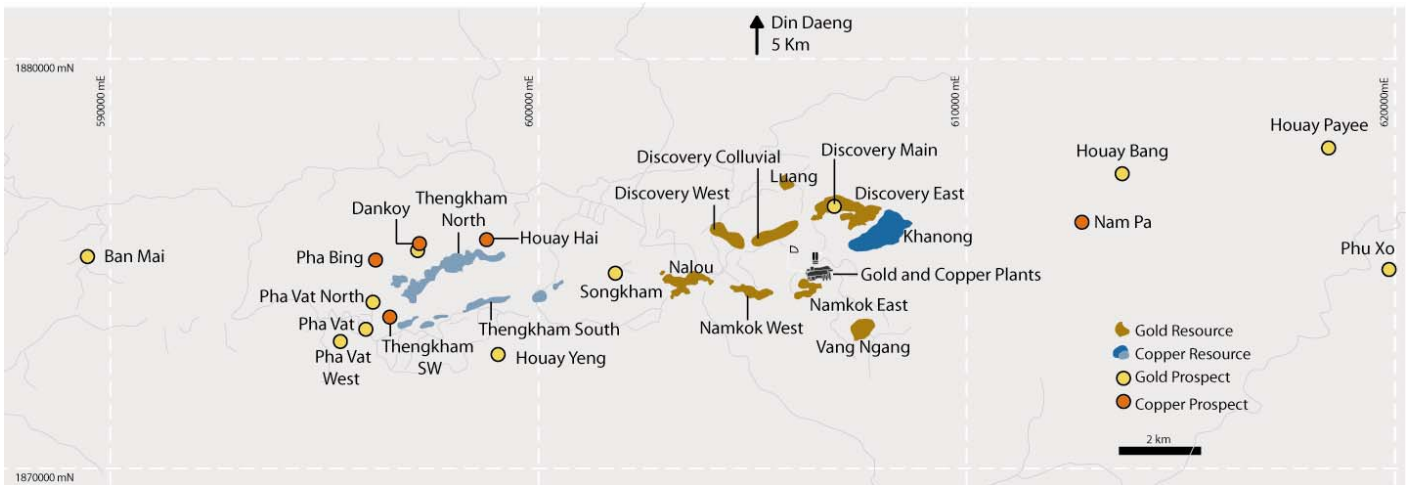 Din Daeng
5 Km
1880000 mN
590000 mE
600000 mE
610000 mE
620000mE
Houay Payee
Houay Bang
Discovery Main
Discovery Colluvial
Luang
Discovery West
Discovery East
Thengkham
North
Dankoy
Houay Hai
Nam Pa
Khanong
Ban Mai
Pha Bing
Phu Xo
Nalou
Gold and Copper Plants
Songkham
Pha Vat North
Namkok East
Pha Vat
Thengkham South
Namkok West
Thengkham
SW
Vang Ngang
Pha Vat
West
Houay Yeng
Gold Resource
Copper Resource
Gold Prospect
Copper Prospect
2 km
1870000 mN